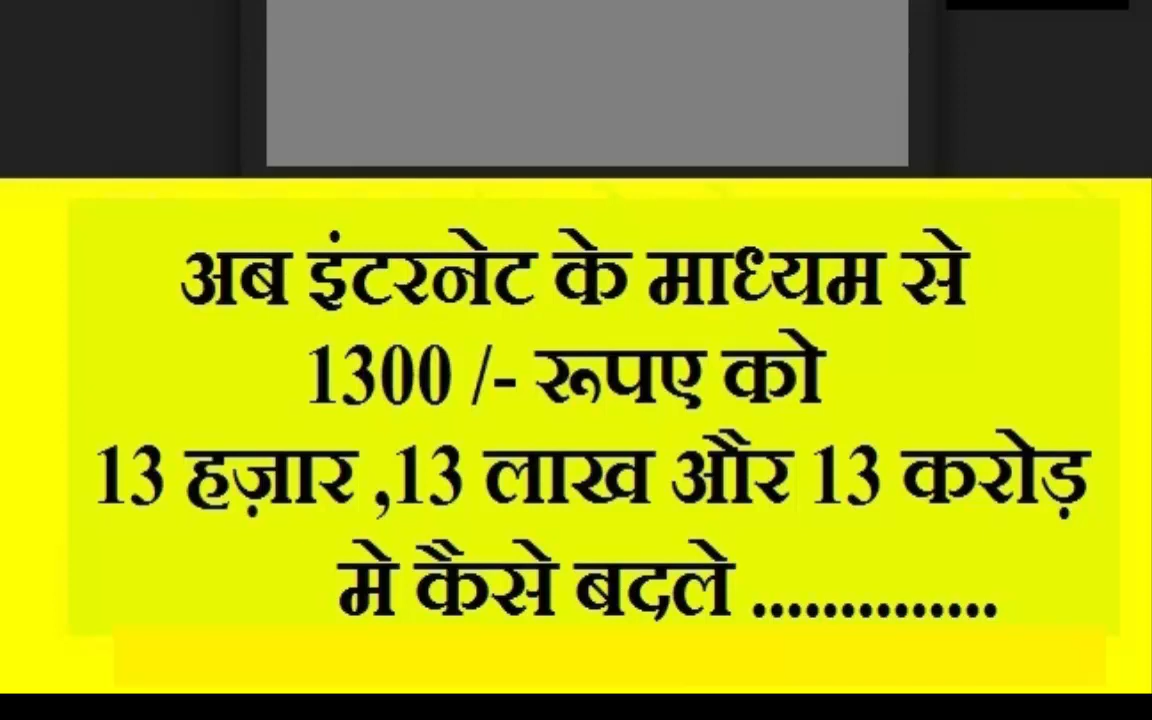 अब इंटरनेट के माध्यम से
1300 /- रूपए को
13 हज़ार ,13 लाख और 13 करोड़
मे कैसे बदले ..............